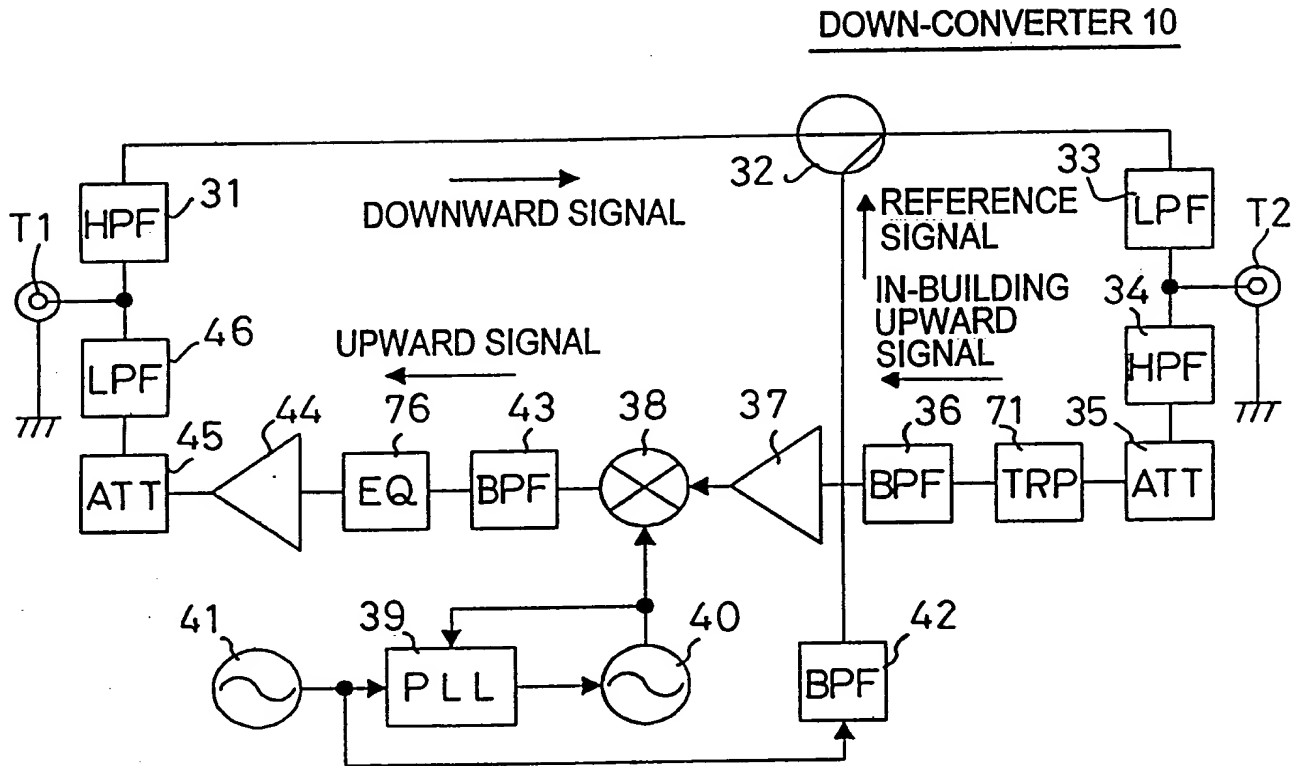 DOWN-CONVERTER 10
32
33
31
HPF
LPF
T1
T2
DOWNWARD SIGNAL
REFERENCE
SIGNAL
IN-BUILDING
UPWARD
SIGNAL
34
HPF
46
LPF
UPWARD SIGNAL
45
ATT
44
76
EQ
43
BPF
38
37
36
BPF
71
TRP
35
ATT
41
39
PLL
40
42
BPF